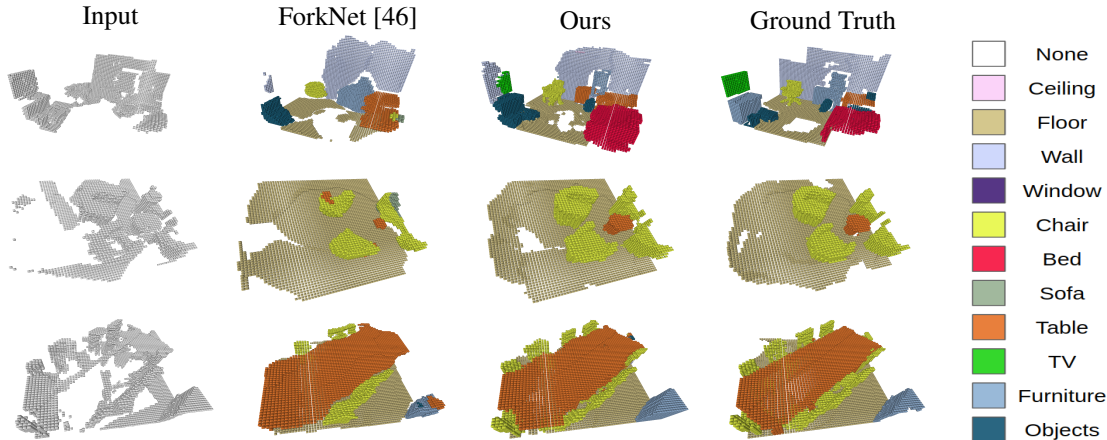 Input ForkNet [46] Ours Ground Truth
None
Ceiling
Floor
Wall
Window
Chair
Bed
Sofa
Table
TV
Furniture
Objects